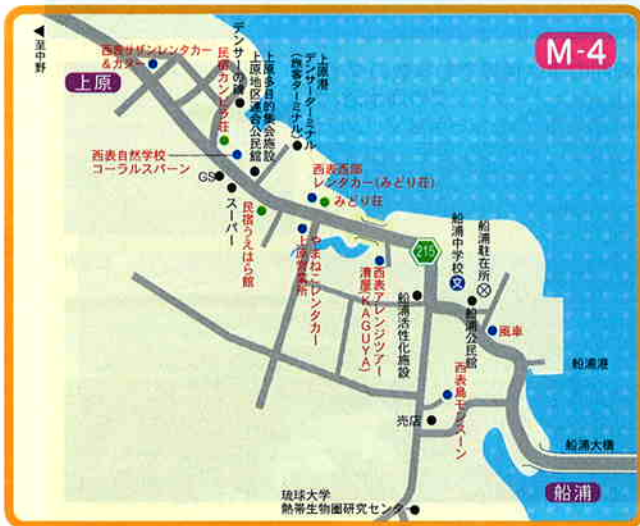 M-4
至中野
上原
西表サザンレンタカー
&カヌー
民宿カンピラ荘
デンサーの碑
上原地区連合公民館
上原多目的集会施設
上原港
デンサーターミナル
(旅客ターミナル)
西表自然学校
コーラルスパーン
GS
スーパー
民宿うえはら館
西表西部
レンタカー(みどり荘)
みどり荘
やまねこレンタカー
上原営業所
西表アレンジツアー
漕屋(KAGUYA)
215
船浦活性化施設
船浦中学校
文
船浦駐在所
船浦公民館
風車
船浦港
西表島モンスーン
売店
船浦大橋
船浦
琉球大学
熱帯生物圏研究センター